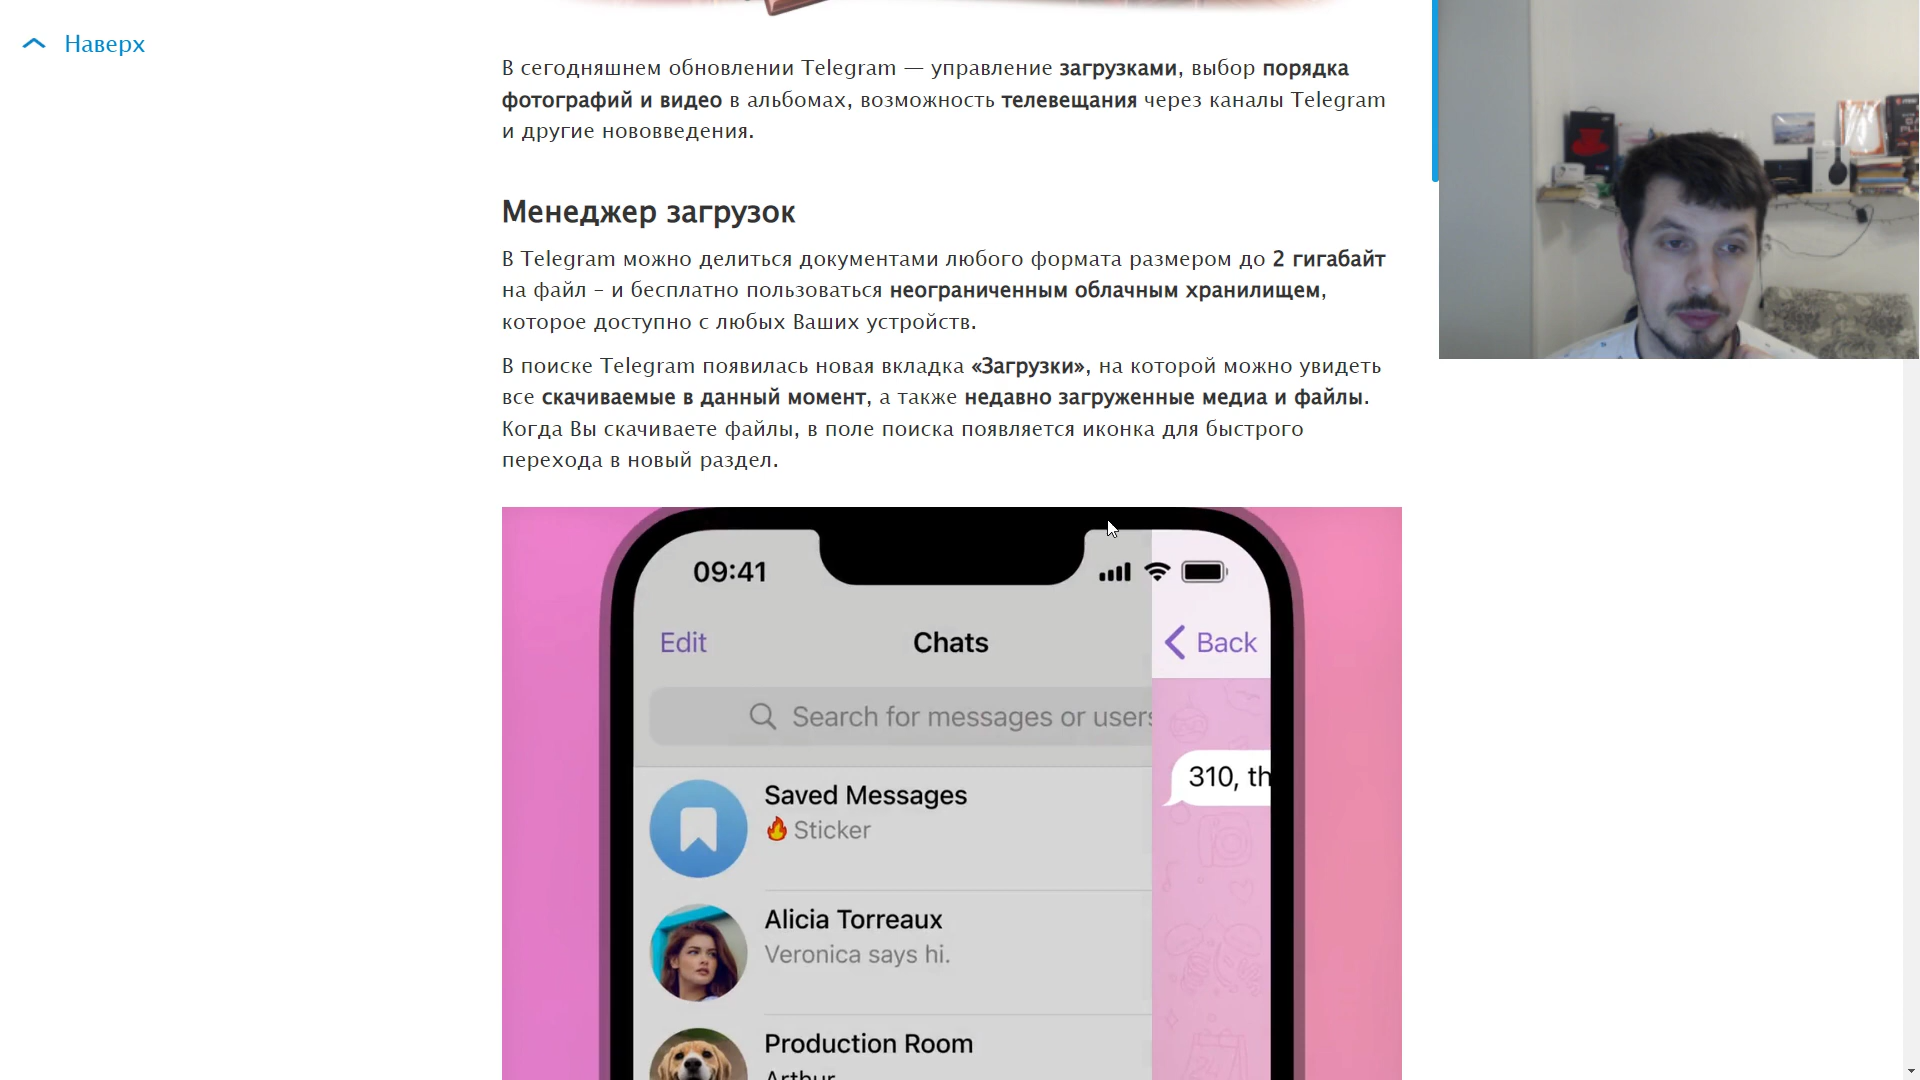 Наверх
В сегодняшнем обновлении Telegram — управление загрузками, выбор порядка
фотографий и видео в альбомах, возможность телевещания через каналы Telegram
и другие нововведения.
Менеджер загрузок
В Telegram можно делиться документами любого формата размером до 2 гигабайт
на файл – и бесплатно пользоваться неограниченным облачным хранилищем,
которое доступно с любых Ваших устройств.
В поиске Telegram появилась новая вкладка «Загрузки», на которой можно увидеть
все скачиваемые в данный момент, а также недавно загруженные медиа и файлы.
Когда Вы скачиваете файлы, в поле поиска появляется иконка для быстрого
перехода в новый раздел.
09:41
Edit
Chats
Back
Search for messages or users
310, th
Saved Messages
Sticker
Alicia Torreaux
Veronica says hi.
Production Room
Arthur